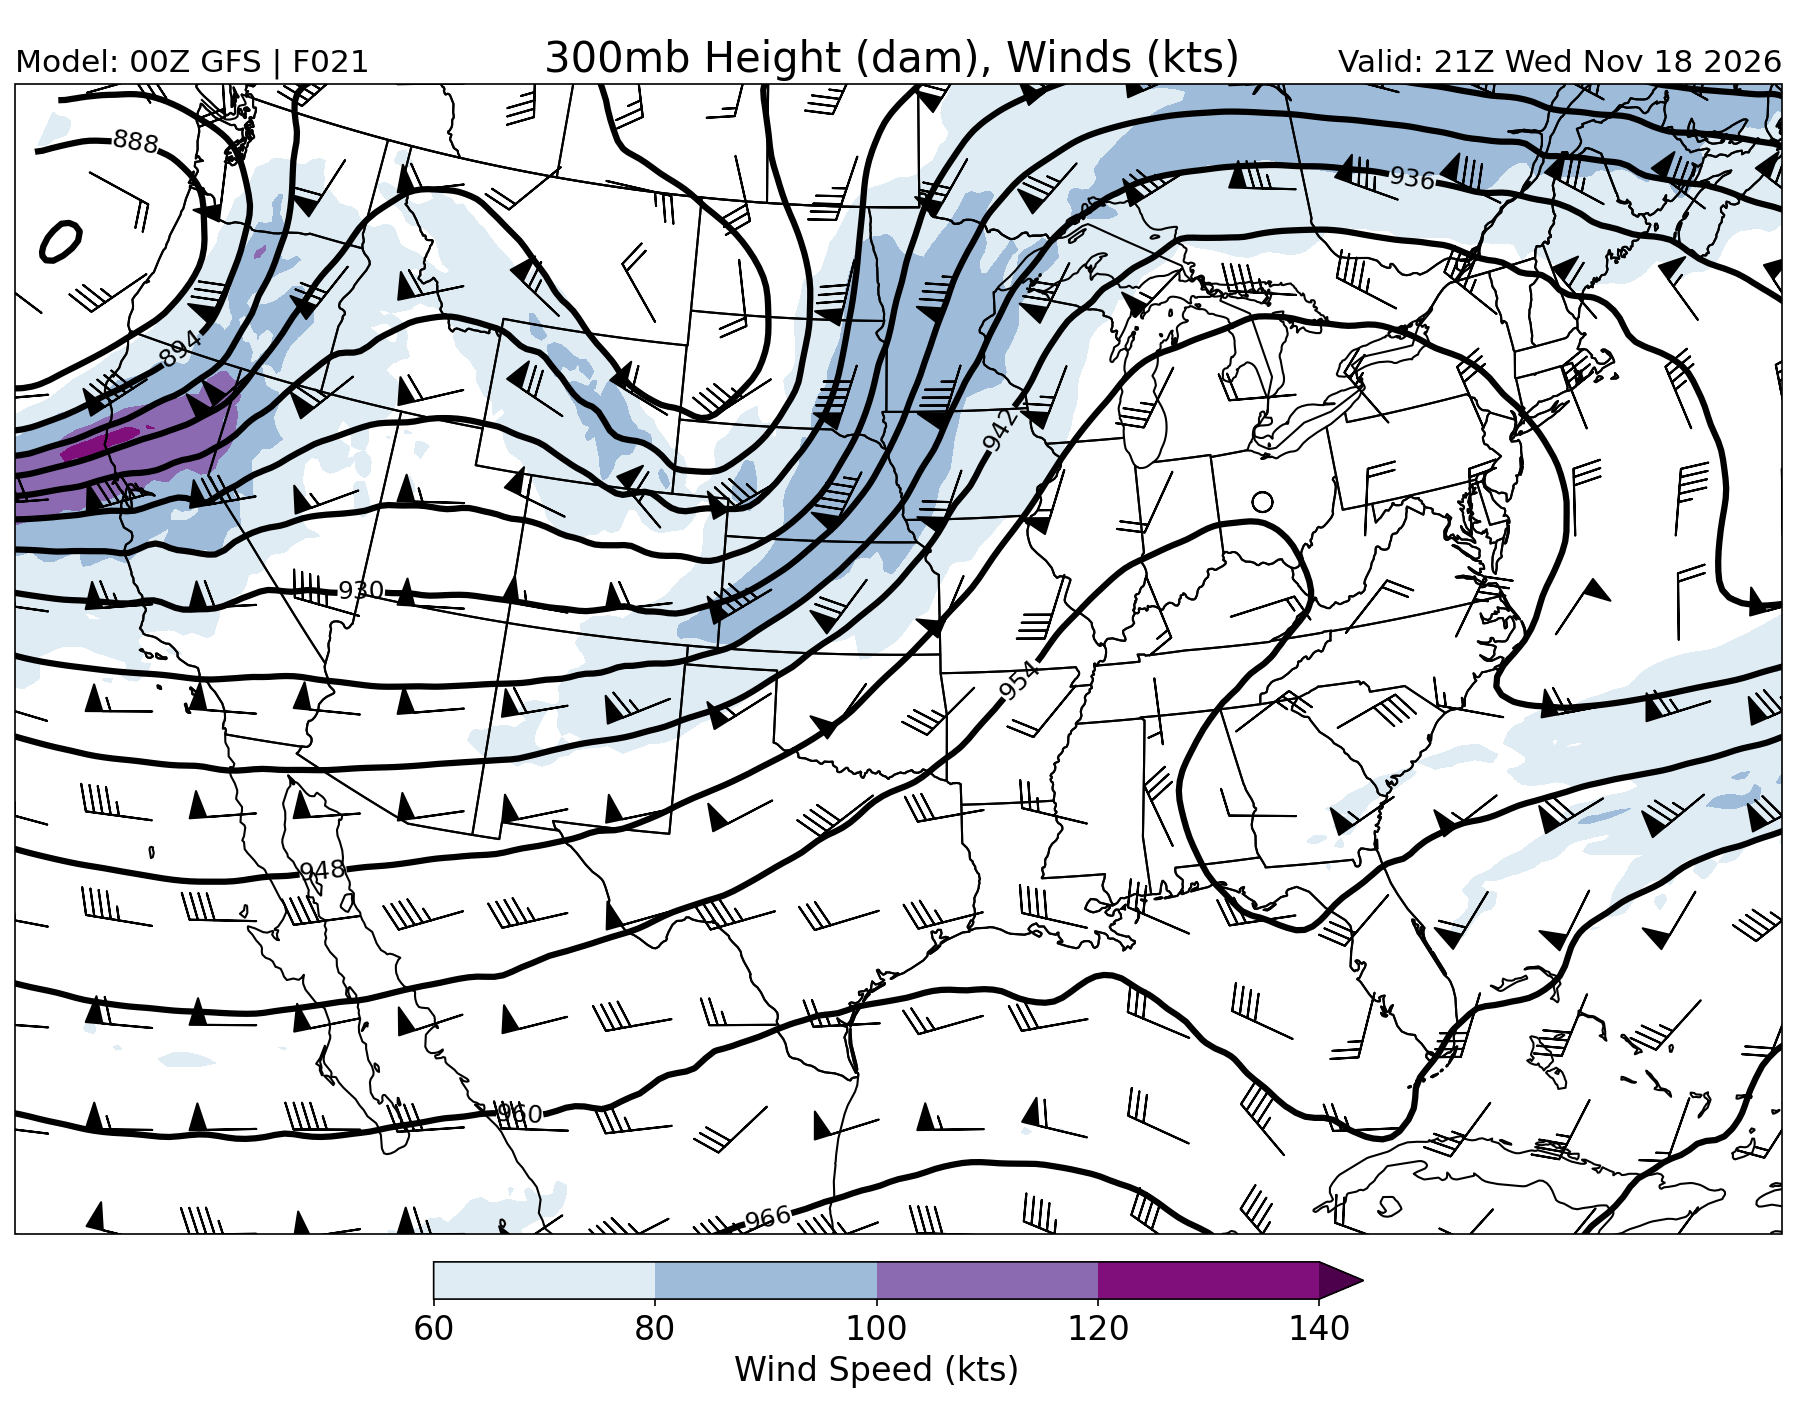 Model: 00Z GFS | F021
300mb Height (dam), Winds (kts)
Valid: 21Z Wed Nov 18 2026
888
936
894
942
930
954
948
960
966
60 80 100 120 140
Wind Speed (kts)